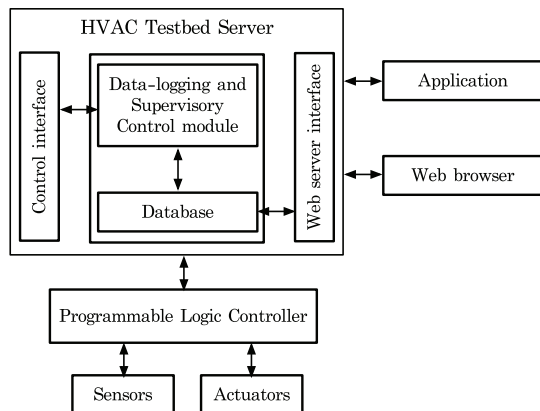 HVAC Testbed Server
Control interface
Data-logging and
Supervisory
Control module
Database
Web server interface
Application
Web browser
Programmable Logic Controller
Sensors
Actuators